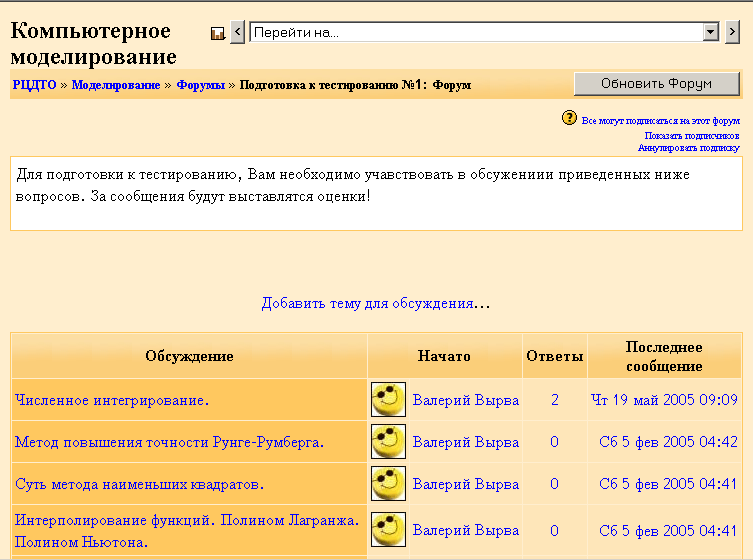 Компьютерное
моделирование
<
Перейти на...
>
РЦДТО » Моделирование » Форумы » Подготовка к тестированию №1: Форум
Обновить Форум
? Все могут подписаться на этот форум
Показать подписчиков
Аннулировать подписку
Для подготовки к тестированию, Вам необходимо учавствовать в обсужениии приведенных ниже
вопросов. За сообщения будут выставлятся оценки!
Добавить тему для обсуждения...
Обсуждение Начато Ответы Последнее
сообщение
Численное интегрирование. Валерий Вырва 2 Чт 19 май 2005 09:09
Метод повышения точности Рунге-Румберга. Валерий Вырва 0 Сб 5 фев 2005 04:42
Суть метода наименьших квадратов. Валерий Вырва 0 Сб 5 фев 2005 04:41
Интерполирование функций. Полином Лагранжа.
Полином Ньютона. Валерий Вырва 0 Сб 5 фев 2005 04:41